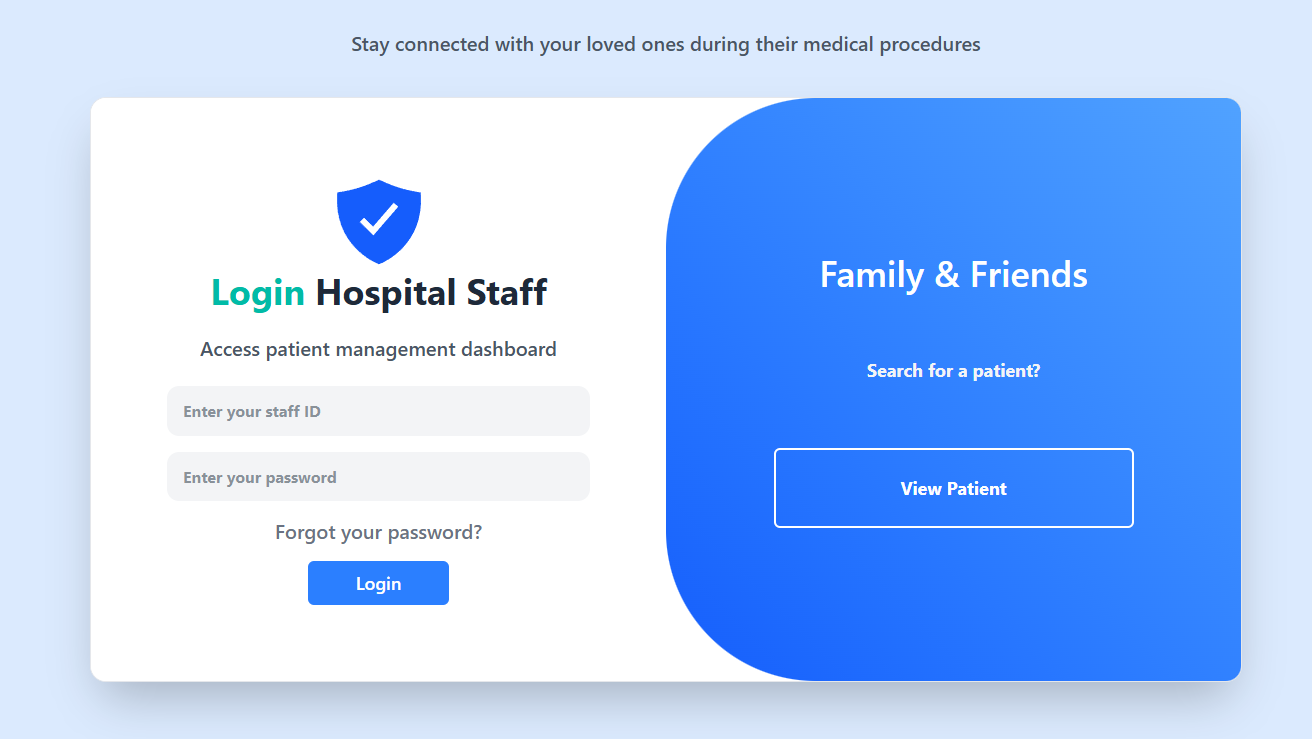 Stay connected with your loved ones during their medical procedures
Login Hospital Staff
Access patient management dashboard
Enter your staff ID
Enter your password
Forgot your password?
Login
Family & Friends
Search for a patient?
View Patient